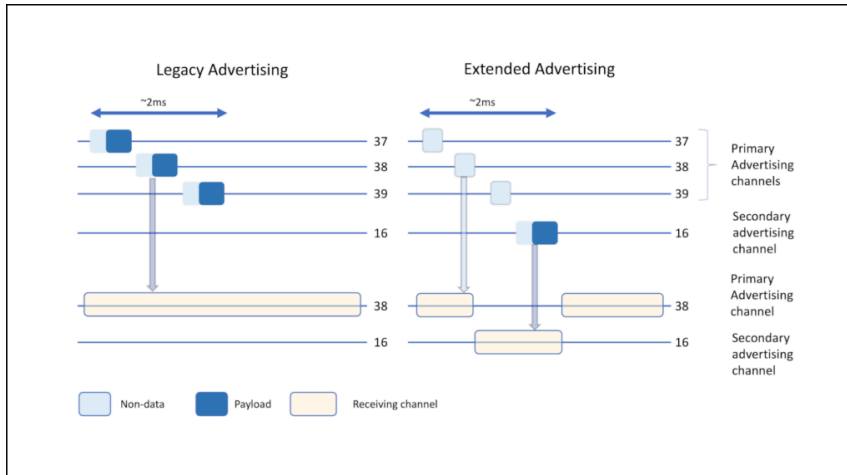 Legacy Advertising
Extended Advertising
~2ms
~2ms
37
37
38
38
39
39
Primary
Advertising
channels
16
16
Secondary
advertising
channel
38
38
Primary
Advertising
channel
16
16
Secondary
advertising
channel
Non-data
Payload
Receiving channel